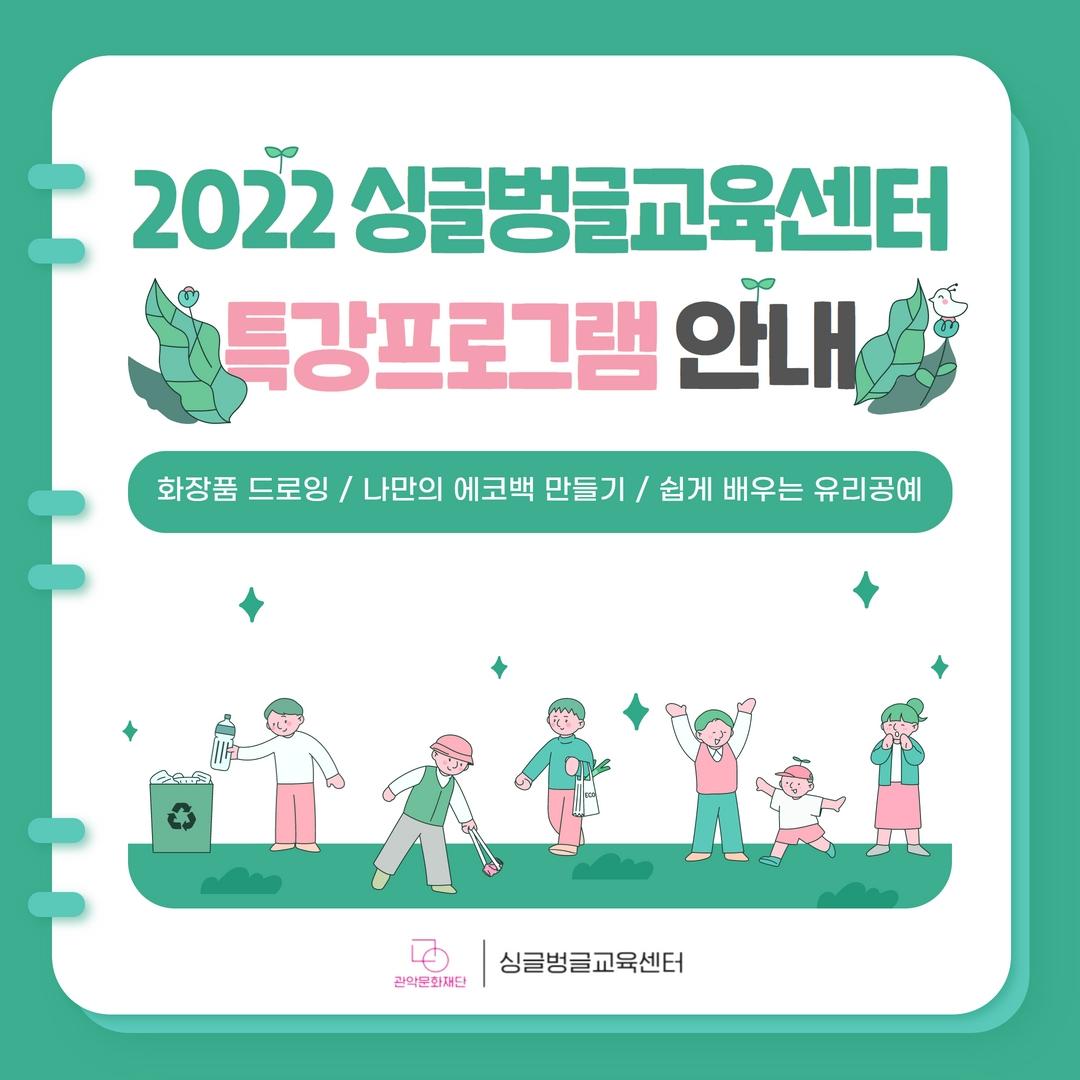 2022 싱글벙글교육센터
특강프로그램 안내
화장품 드로잉 / 나만의 에코백 만들기 / 쉽게 배우는 유리공예
ECO
관악문화재단
싱글벙글교육센터